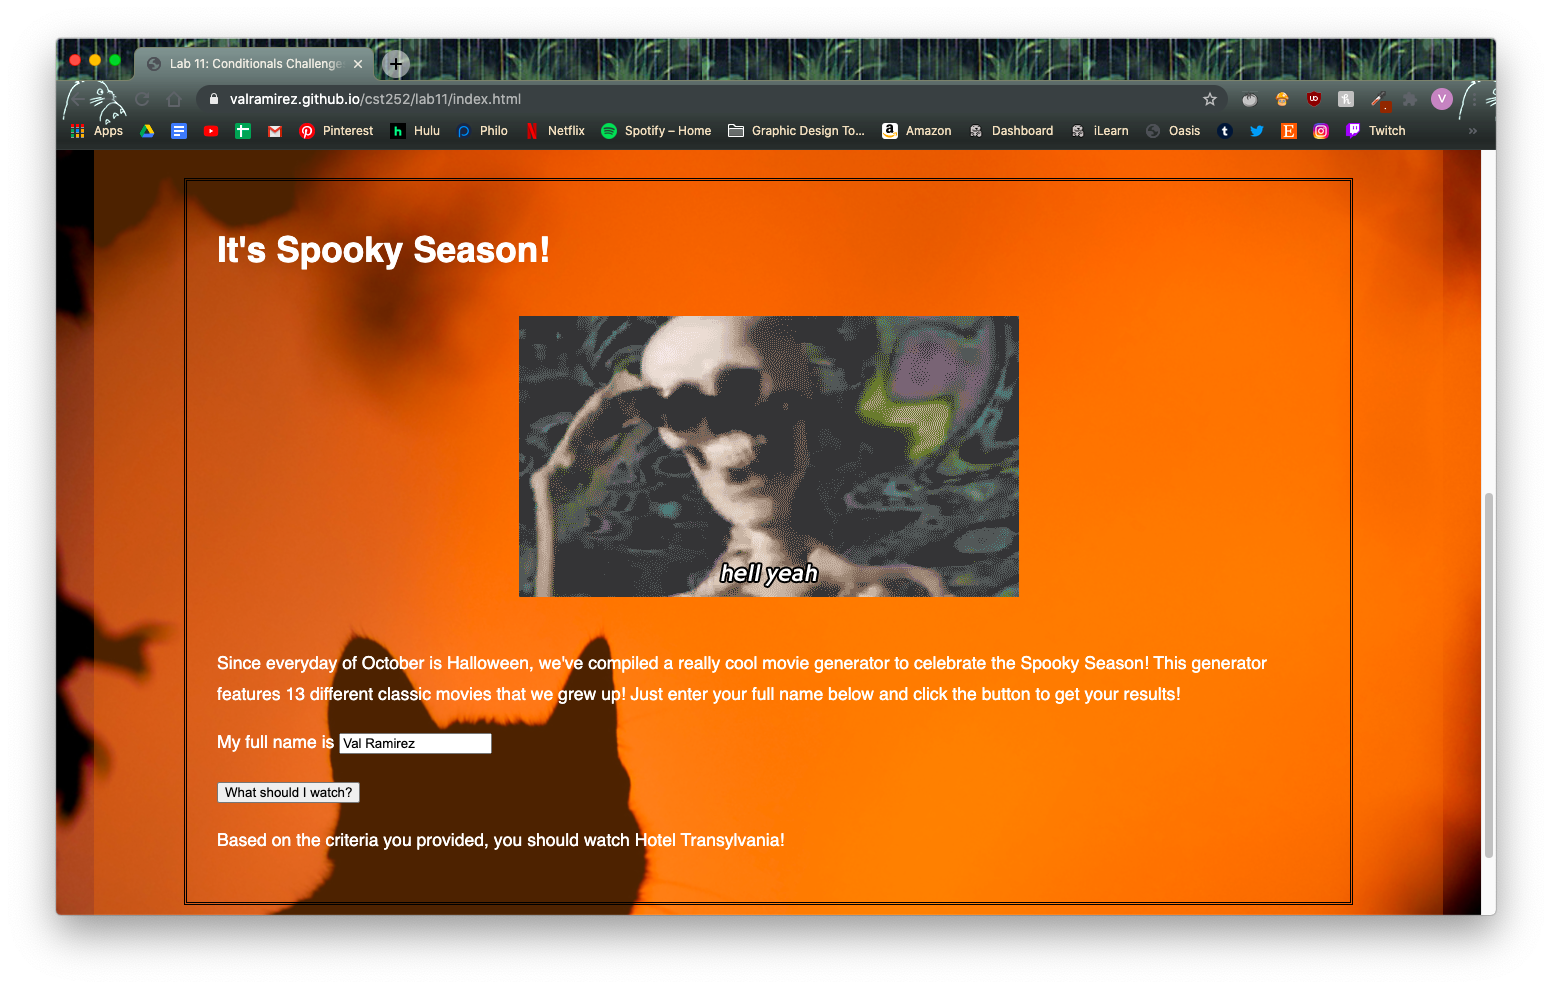 Lab 11: Conditionals Challenge
valramirez.github.io/cst252/lab11/index.html
V
Apps Pinterest Hulu Philo Netflix Spotify – Home Graphic Design To... Amazon Dashboard iLearn Oasis Twitch
It's Spooky Season!
hell yeah
Since everyday of October is Halloween, we've compiled a really cool movie generator to celebrate the Spooky Season! This generator
features 13 different classic movies that we grew up! Just enter your full name below and click the button to get your results!
My full name is Val Ramirez
What should I watch?
Based on the criteria you provided, you should watch Hotel Transylvania!